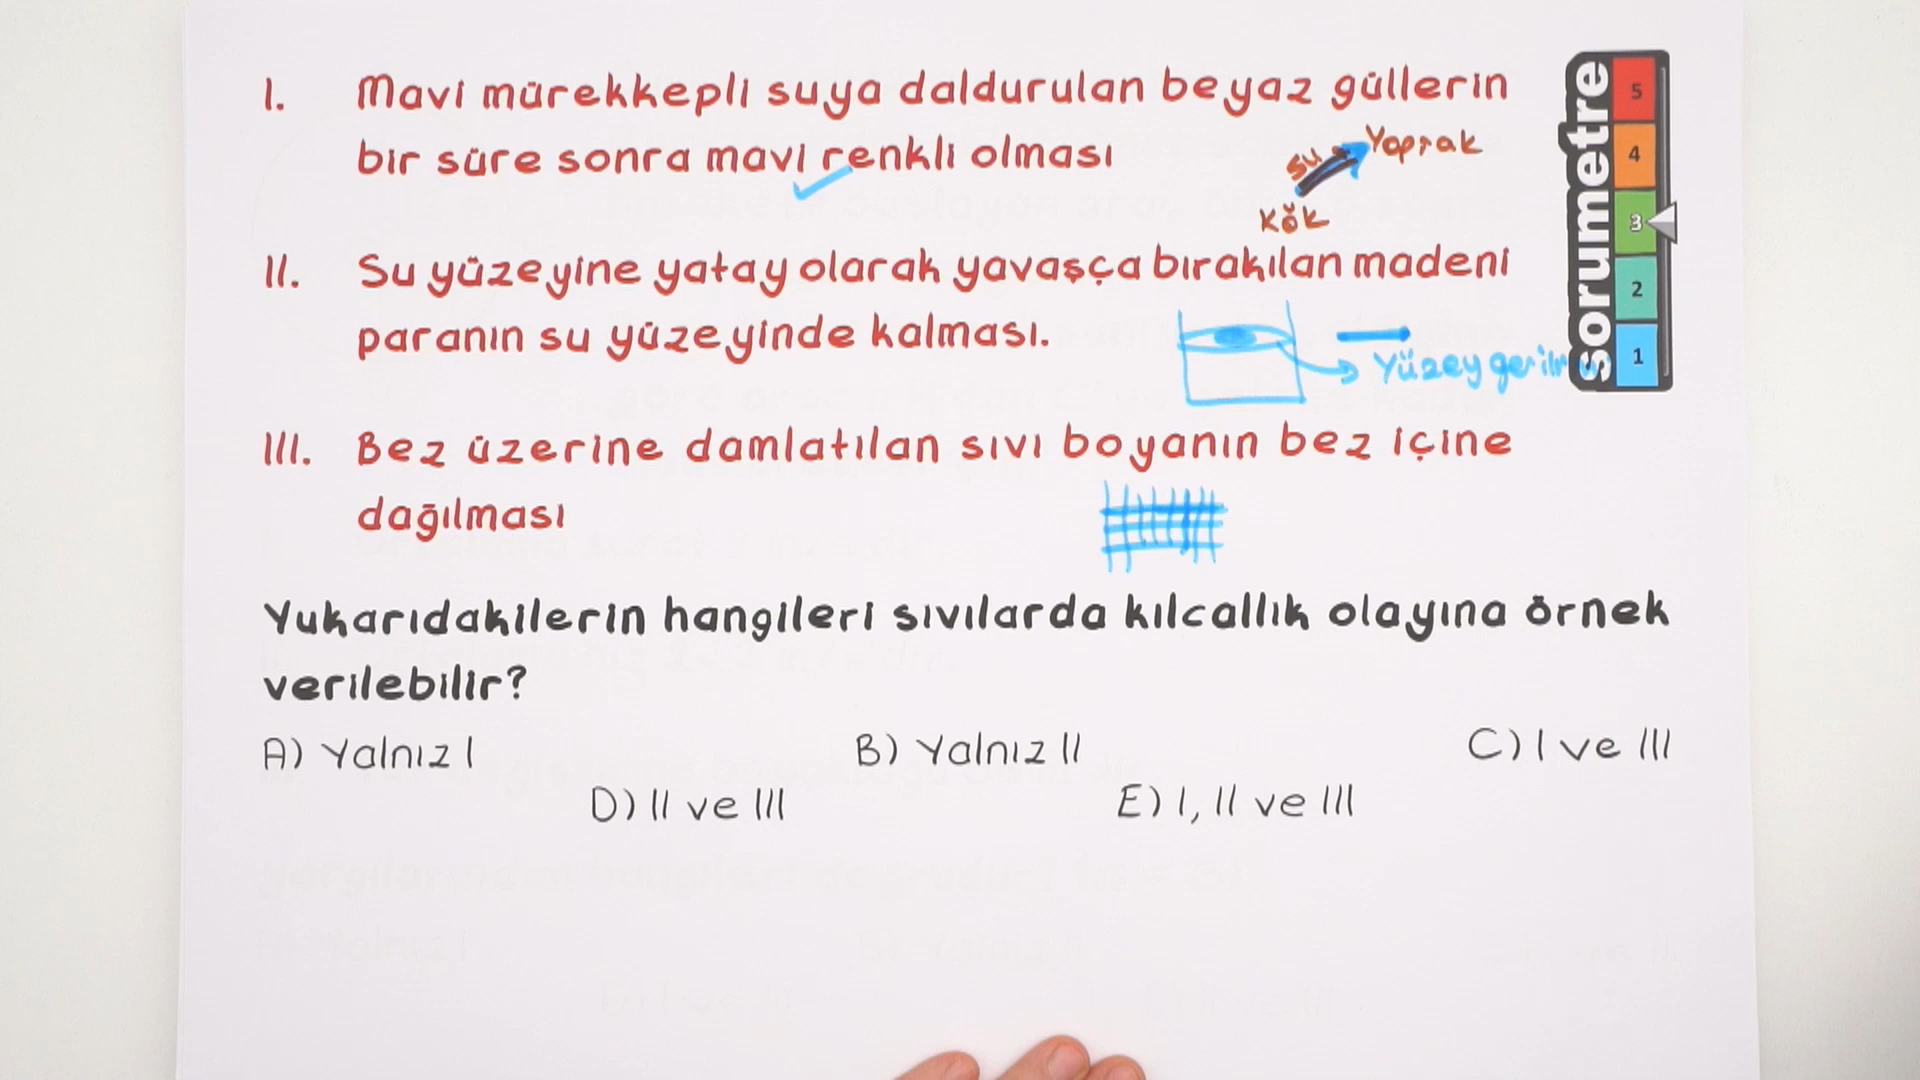 I. Mavi mürekkepli suya daldurulan beyaz güllerin
bir süre sonra mavi renkli olması
su Yaprak
kök
II. Su yüzeyine yatay olarak yavaşça bırakılan madeni
paranın su yüzeyinde kalması.
Yüzey
III. Bez üzerine damlatılan sıvı boyanın bez içine
dağılması
Yukarıdakilerin hangileri sıvılarda kılcallık olayına örnek
verilebilir?
A) Yalnız I B) Yalnız II C) I ve III
D) II ve III E) I, II ve III
sorumetre
5
4
3
2
1